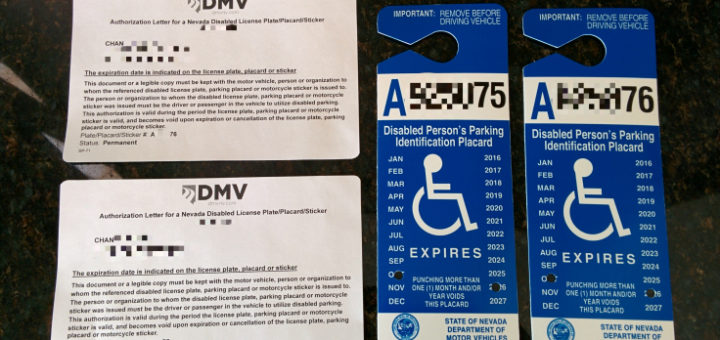 DMV
Authorization Letter for a Nevada Disabled License Plate/Placard/Sticker
CHAN
The expiration date is indicated on the license plate, placard or sticker
This document or a legible copy must be kept with the motor vehicle, person or organization to
whom the referenced disabled license plate, parking placard or motorcycle sticker is issued to.
The person or organization to whom the disabled license plate, parking placard or motorcycle
sticker was issued must be the driver or passenger in the vehicle to utilize disabled parking.
This authorization is valid during the period the license plate, parking placard or motorcycle
sticker is valid, and becomes void upon expiration or cancellation of the license plate, parking
placard or motorcycle sticker.
Plate/Placard/Sticker #: A 76
Status: Permanent
DMV
Authorization Letter for a Nevada Disabled License Plate/Placard/Sticker
CHAN
The expiration date is indicated on the license plate, placard or sticker
This document or a legible copy must be kept with the motor vehicle, person or organization to
whom the referenced disabled license plate, parking placard or motorcycle sticker is issued to.
The person or organization to whom the disabled license plate, parking placard or motorcycle
sticker was issued must be the driver or passenger in the vehicle to utilize disabled parking.
This authorization is valid during the period the license plate, parking placard or motorcycle
sticker is valid, and becomes void upon expiration or cancellation of the license plate, parking
placard or motorcycle sticker.
IMPORTANT: REMOVE BEFORE
DRIVING VEHICLE
A 75
Disabled Person's Parking
Identification Placard
JAN 2016
FEB 2017
MAR 2018
APR 2019
MAY 2020
JUN 2021
JUL 2022
AUG 2023
EXPIRES
SEP 2024
O 2025
NOV 6
DEC 2027
PUNCHING MORE THAN
ONE (1) MONTH AND/OR
YEAR VOIDS
THIS PLACARD
STATE OF NEVADA
DEPARTMENT OF
MOTOR VEHICLES
IMPORTANT: REMOVE BEFORE
DRIVING VEHICLE
A 76
Disabled Person's Parking
Identification Placard
JAN 2016
FEB 2017
MAR 2018
APR 2019
MAY 2020
JUN 2021
JUL 2022
AUG 2023
EXPIRES
SEP 2024
O 2025
NOV 6
DEC 2027
PUNCHING MORE THAN
ONE (1) MONTH AND/OR
YEAR VOIDS
THIS PLACARD
STATE OF NEVADA
DEPARTMENT OF